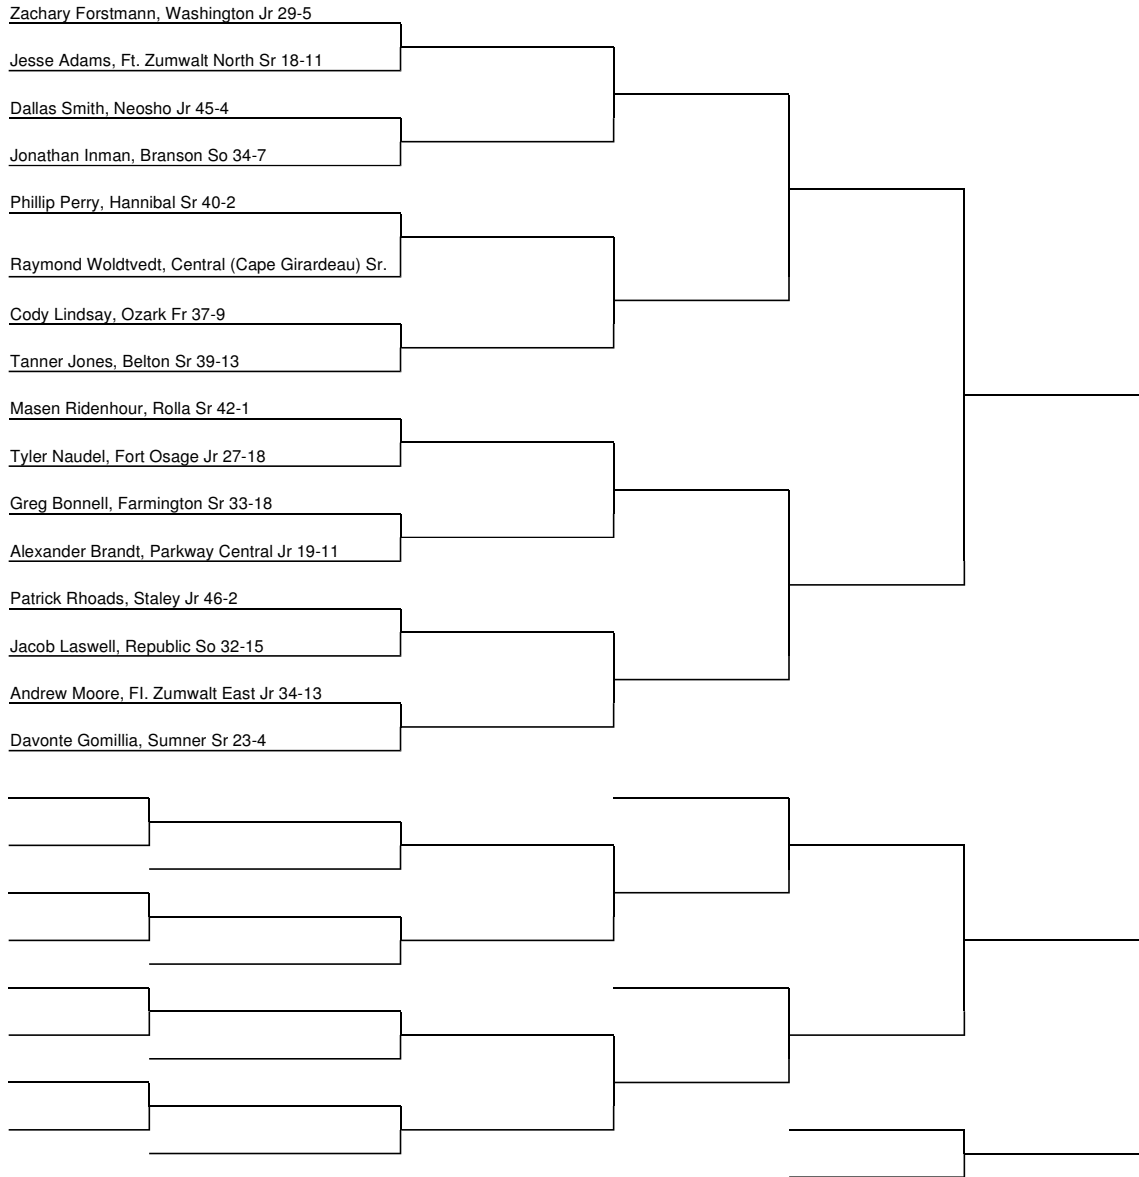 Zachary Forstmann, Washington Jr 29-5
Jesse Adams, Ft. Zumwalt North Sr 18-11
Dallas Smith, Neosho Jr 45-4
Jonathan Inman, Branson So 34-7
Phillip Perry, Hannibal Sr 40-2
Raymond Woldtvedt, Central (Cape Girardeau) Sr.
Cody Lindsay, Ozark Fr 37-9
Tanner Jones, Belton Sr 39-13
Masen Ridenhour, Rolla Sr 42-1
Tyler Naudel, Fort Osage Jr 27-18
Greg Bonnell, Farmington Sr 33-18
Alexander Brandt, Parkway Central Jr 19-11
Patrick Rhoads, Staley Jr 46-2
Jacob Laswell, Republic So 32-15
Andrew Moore, FI. Zumwalt East Jr 34-13
Davonte Gomillia, Sumner Sr 23-4